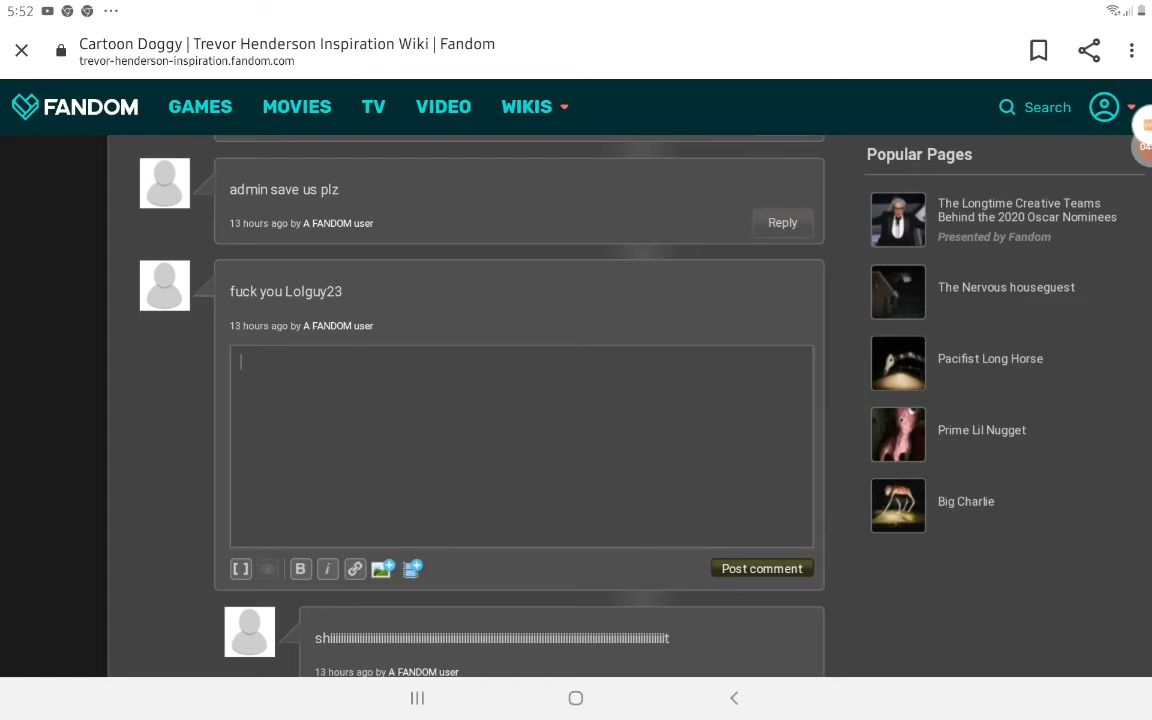 5:52
Cartoon Doggy | Trevor Henderson Inspiration Wiki | Fandom
trevor-henderson-inspiration.fandom.com
FANDOM GAMES MOVIES TV VIDEO WIKIS Search
admin save us plz
13 hours ago by A FANDOM user
Reply
fuck you Lolguy23
13 hours ago by A FANDOM user
B i
Post comment
shiiiiiiiiiiiiiiiiiiiiiiiiiiiiiiiiiiiiiiiiiiiiiiiiiiiiiiiiiiiiiiiiiiiiiiiiiiiiiiiiiiiiiiiiiiiiiiiiiiiiiit
13 hours ago by A FANDOM user
Popular Pages
The Longtime Creative Teams
Behind the 2020 Oscar Nominees
Presented by Fandom
The Nervous houseguest
Pacifist Long Horse
Prime Lil Nugget
Big Charlie
04